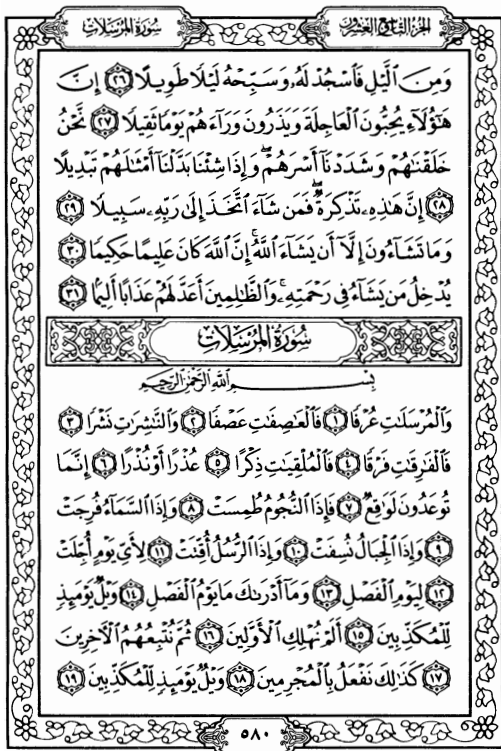 الجزء التاسع والعشرون
سورة المرسلات
وَمِنَ ٱلَّيْلِ فَٱسْجُدْ لَهُۥ وَسَبِّحْهُ لَيْلًا طَوِيلًا ٢٦ إِنَّ
هَٰٓؤُلَآءِ يُحِبُّونَ ٱلْعَاجِلَةَ وَيَذَرُونَ وَرَآءَهُمْ يَوْمًا ثَقِيلًا ٢٧ نَّحْنُ
خَلَقْنَٰهُمْ وَشَدَدْنَآ أَسْرَهُمْ ۖ وَإِذَا شِئْنَا بَدَّلْنَآ أَمْثَٰلَهُمْ تَبْدِيلًا
٢٨ إِنَّ هَٰذِهِۦ تَذْكِرَةٌ ۖ فَمَن شَآءَ ٱتَّخَذَ إِلَىٰ رَبِّهِۦ سَبِيلًا ٢٩
وَمَا تَشَآءُونَ إِلَّآ أَن يَشَآءَ ٱللَّهُ ۚ إِنَّ ٱللَّهَ كَانَ عَلِيمًا حَكِيمًا ٣٠
يُدْخِلُ مَن يَشَآءُ فِى رَحْمَتِهِۦ ۚ وَٱلظَّٰلِمِينَ أَعَدَّ لَهُمْ عَذَابًا أَلِيمًۢا ٣١
سُورَةُ المُرْسَلَاتِ
بِسْمِ ٱللَّهِ ٱلرَّحْمَٰنِ ٱلرَّحِيمِ
وَٱلْمُرْسَلَٰتِ عُرْفًا ١ فَٱلْعَٰصِفَٰتِ عَصْفًا ٢ وَٱلنَّٰشِرَٰتِ نَشْرًا ٣
فَٱلْفَٰرِقَٰتِ فَرْقًا ٤ فَٱلْمُلْقِيَٰتِ ذِكْرًا ٥ عُذْرًا أَوْ نُذْرًا ٦ إِنَّمَا
تُوعَدُونَ لَوَٰقِعٌ ٧ فَإِذَا ٱلنُّجُومُ طُمِسَتْ ٨ وَإِذَا ٱلسَّمَآءُ فُرِجَتْ
٩ وَإِذَا ٱلْجِبَالُ نُسِفَتْ ١٠ وَإِذَا ٱلرُّسُلُ أُقِّتَتْ ١١ لِأَىِّ يَوْمٍ أُجِّلَتْ
١٢ لِيَوْمِ ٱلْفَصْلِ ١٣ وَمَآ أَدْرَىٰكَ مَا يَوْمُ ٱلْفَصْلِ ١٤ وَيْلٌ يَوْمَئِذٍ
لِّلْمُكَذِّبِينَ ١٥ أَلَمْ نُهْلِكِ ٱلْأَوَّلِينَ ١٦ ثُمَّ نُتْبِعُهُمُ ٱلْأَخِرِينَ
١٧ كَذَٰلِكَ نَفْعَلُ بِٱلْمُجْرِمِينَ ١٨ وَيْلٌ يَوْمَئِذٍ لِّلْمُكَذِّبِينَ ١٩
٥٨٠